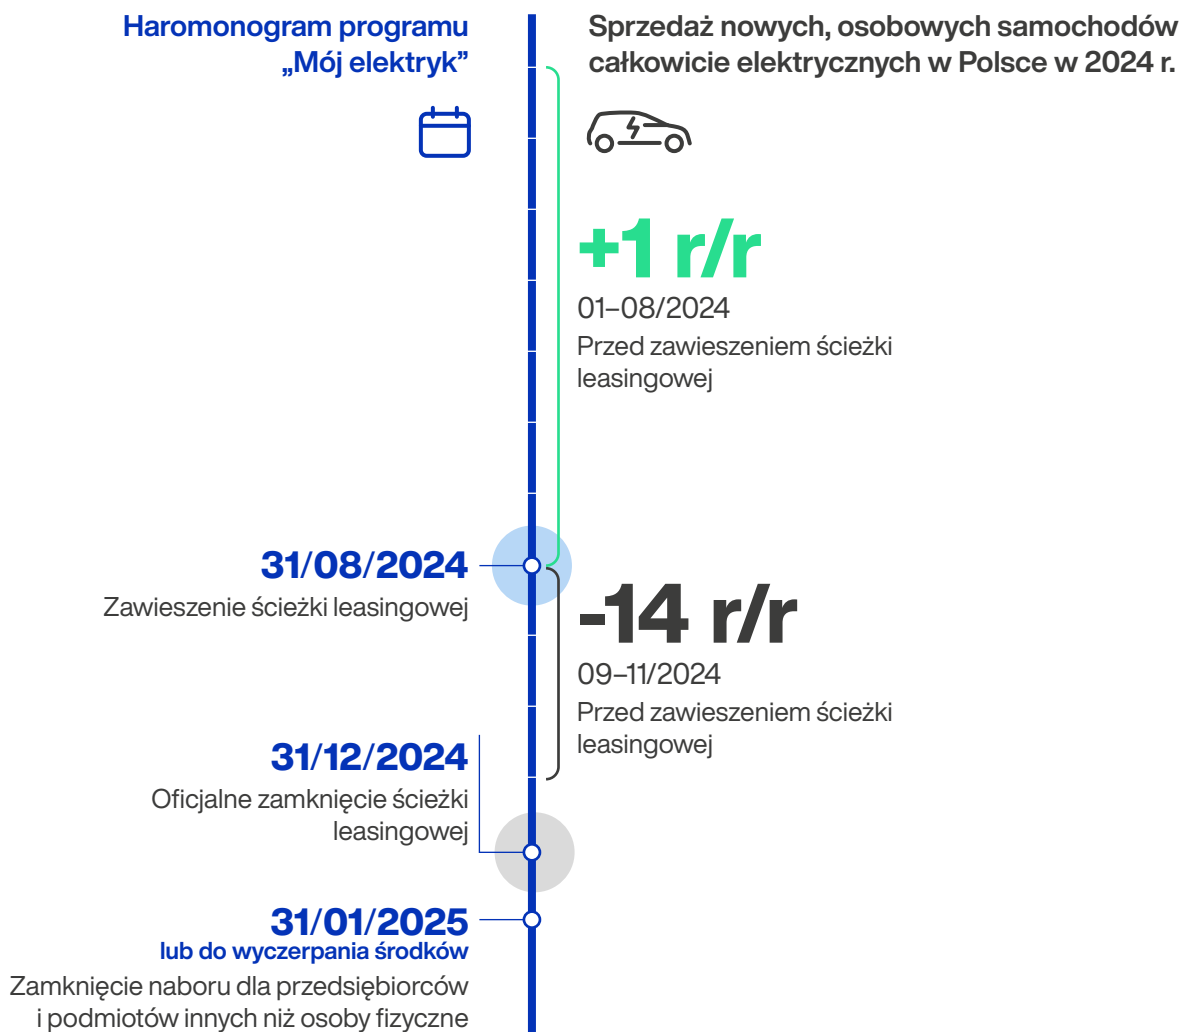 Haromonogram programu
„Mój elektryk”
Sprzedaż nowych, osobowych samochodów
całkowicie elektrycznych w Polsce w 2024 r.
+1 r/r
01–08/2024
Przed zawieszeniem ścieżki
leasingowej
31/08/2024
Zawieszenie ścieżki leasingowej
-14 r/r
09–11/2024
Przed zawieszeniem ścieżki
leasingowej
31/12/2024
Oficjalne zamknięcie ścieżki
leasingowej
31/01/2025
lub do wyczerpania środków
Zamknięcie naboru dla przedsiębiorców
i podmiotów innych niż osoby fizyczne